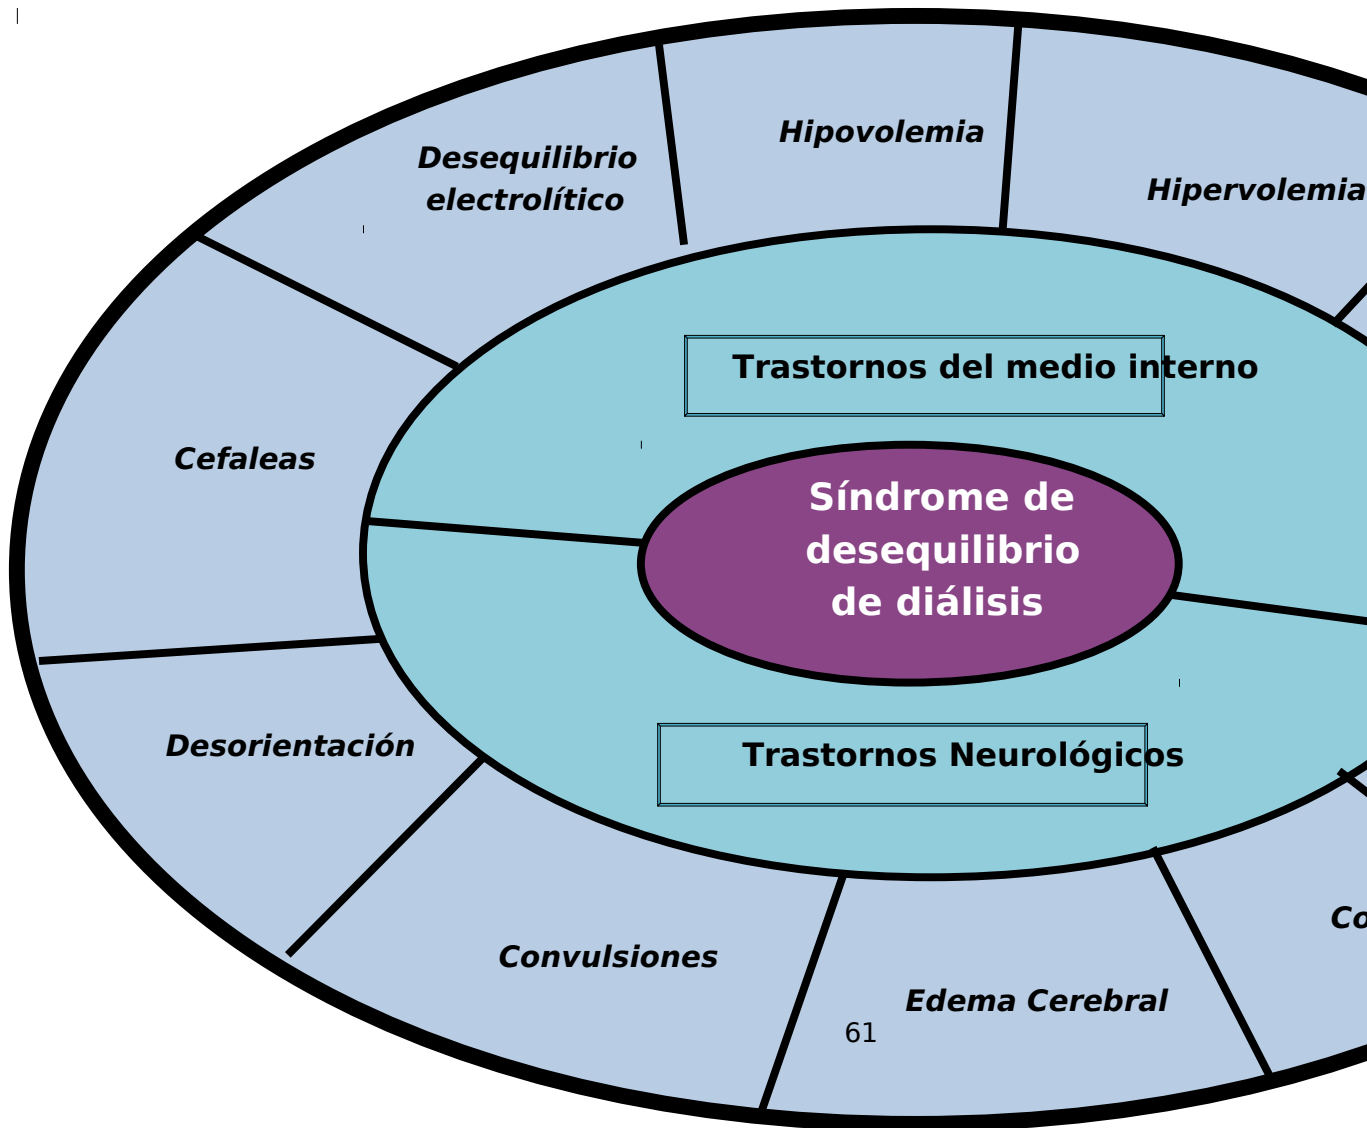 Hipovolemia
Desequilibrio
electrolítico
Hipervolemia
Trastornos del medio interno
Cefaleas
Síndrome de
desequilibrio
de diálisis
Desorientación
Trastornos Neurológicos
Convulsiones
Edema Cerebral
61